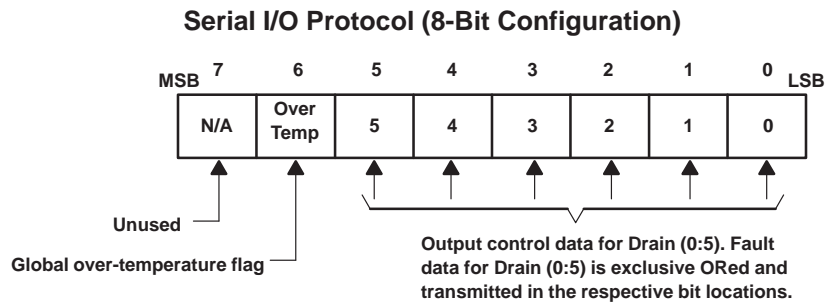 Serial I/O Protocol (8-Bit Configuration)
MSB 7 6 5 4 3 2 1 0 LSB
N/A Over Temp 5 4 3 2 1 0
Unused
Global over-temperature flag
Output control data for Drain (0:5). Fault
data for Drain (0:5) is exclusive ORed and
transmitted in the respective bit locations.